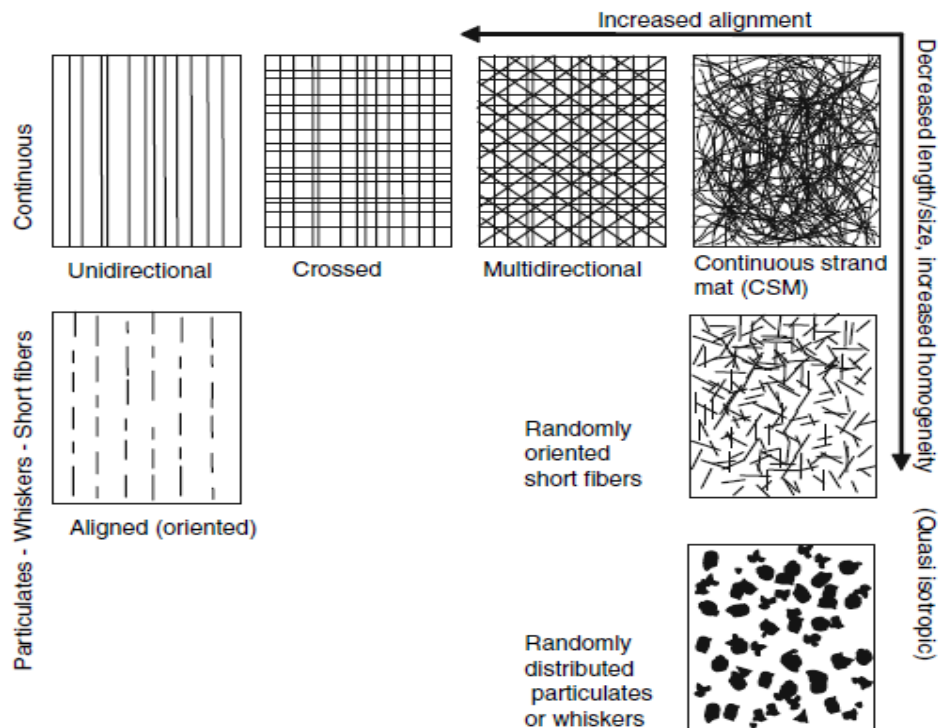 Increased alignment
Continuous
Unidirectional
Crossed
Multidirectional
Continuous strand
mat (CSM)
Decreased length/size, increased homogeneity
(Quasi isotropic)
Particulates - Whiskers - Short fibers
Aligned (oriented)
Randomly
oriented
short fibers
Randomly
distributed
particulates
or whiskers